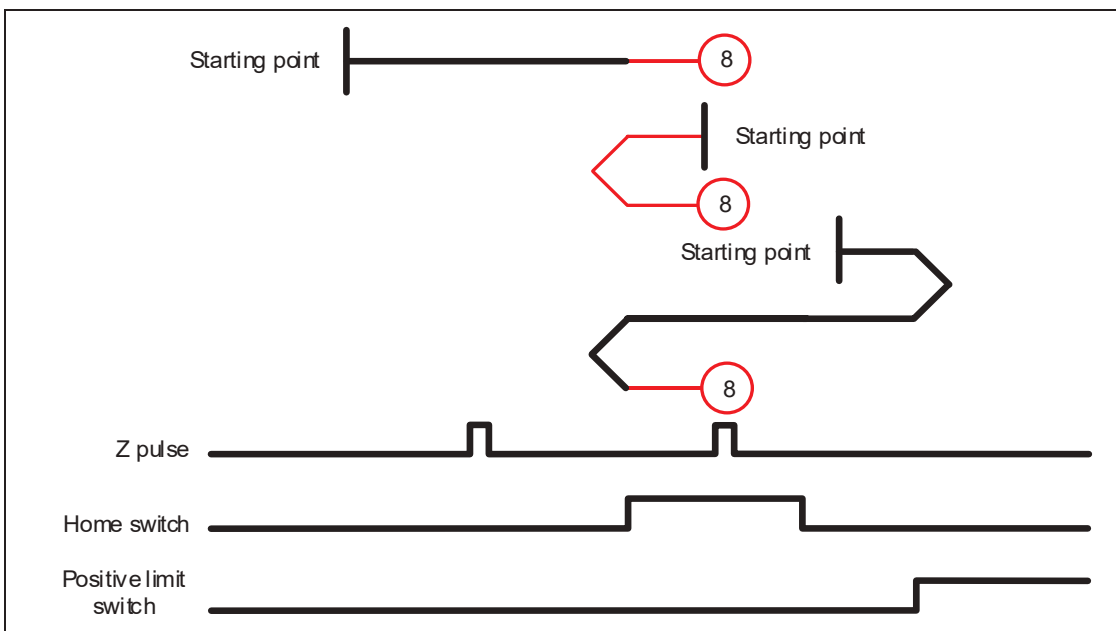 Starting point
8
Starting point
8
Starting point
8
Z pulse
Home switch
Positive limit
switch